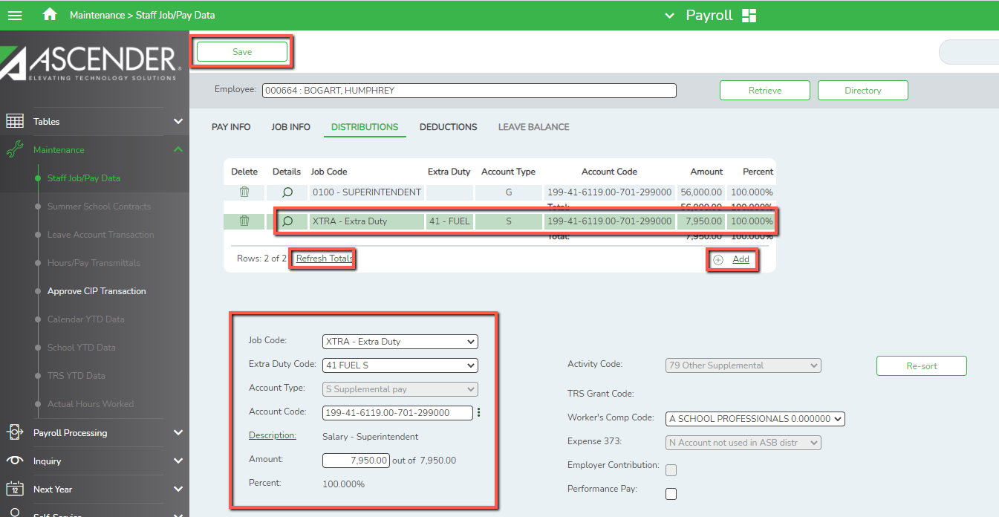 Maintenance > Staff Job/Pay Data
Payroll
Save
ASCENDER
ELEVATING TECHNOLOGY SOLUTIONS
Employee: 000664 : BOGART, HUMPHREY
Retrieve
Directory
Tables
Maintenance
Staff Job/Pay Data
Summer School Contracts
Leave Account Transaction
Hours/Pay Transmittals
Approve CIP Transaction
Calendar YTD Data
School YTD Data
TRS YTD Data
Actual Hours Worked
Payroll Processing
Inquiry
12
Next Year
Self-Service
PAY INFO JOB INFO DISTRIBUTIONS DEDUCTIONS LEAVE BALANCE
Delete Details Job Code Extra Duty Account Type Account Code Amount Percent
0100 - SUPERINTENDENT G 199-41-6119.00-701-299000 56,000.00 100.000%
Total: 56,000.00 100.000%
XTRA - Extra Duty 41 - FUEL S 199-41-6119.00-701-299000 7,950.00 100.000%
Total: 7,950.00 100.000%
Rows: 2 of 2 Refresh Totals Add
Job Code: XTRA - Extra Duty
Extra Duty Code: 41 FUEL S
Account Type: S Supplemental pay
Account Code: 199-41-6119.00-701-299000
Description: Salary - Superintendent
Amount: 7,950.00 out of 7,950.00
Percent: 100.000%
Activity Code: 79 Other Supplemental
Re-sort
TRS Grant Code:
Worker's Comp Code: A SCHOOL PROFESSIONALS 0.000000
Expense 373: N Account not used in ASB distr
Employer Contribution:
Performance Pay: